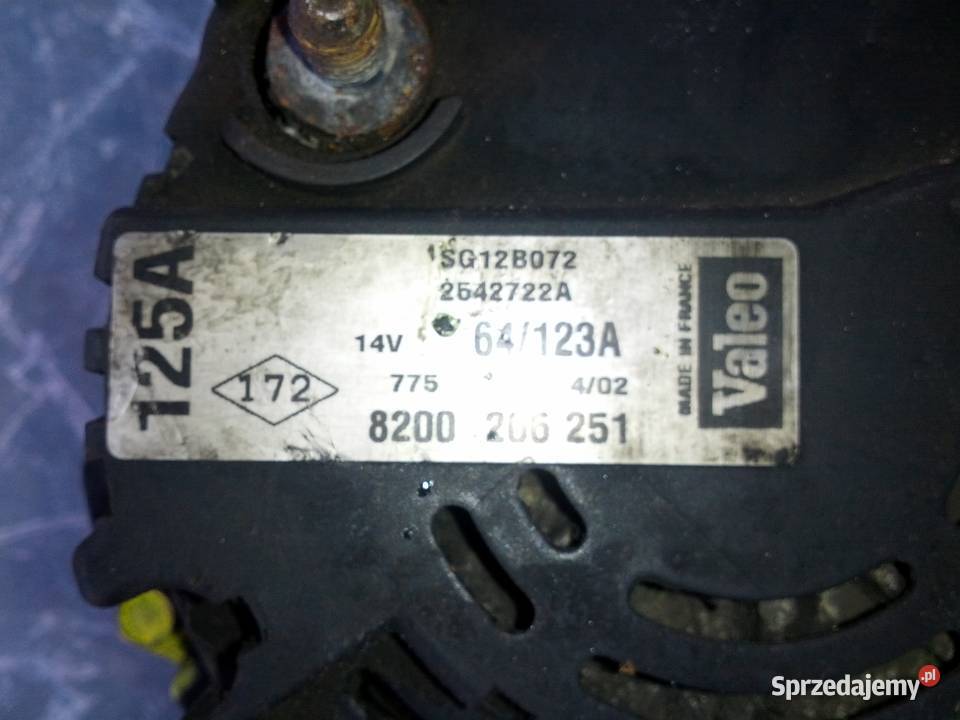 125A
SG12B072
2542722A
14V 64/123A
172
775 4/02
8200 206 251
MADE IN FRANCE
Valeo
Sprzedajemy.pl